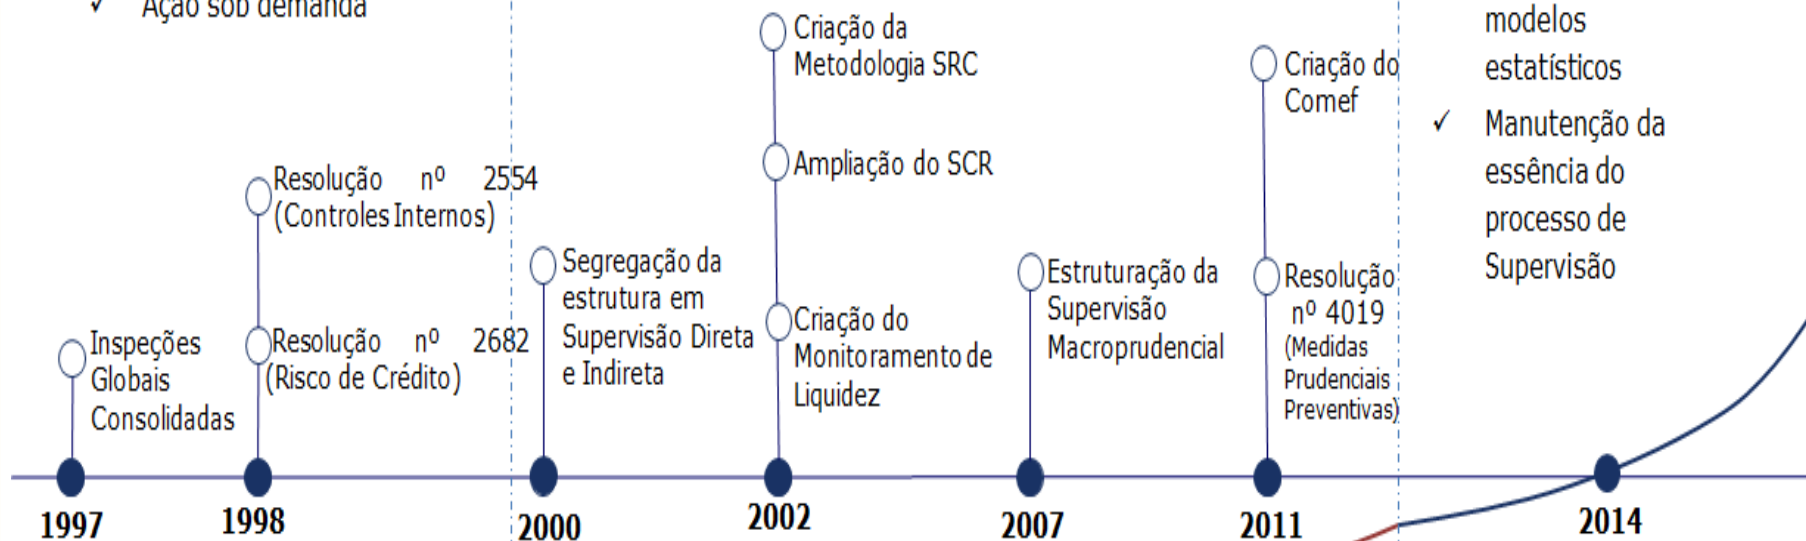 ✓ Ação sob demanda
Criação da
Metodologia SRC
Ampliação do SCR
Criação do
Monitoramento de
Liquidez
Resolução nº 2554
(Controles Internos)
Resolução nº 2682
(Risco de Crédito)
Inspeções
Globais
Consolidadas
Segregação da
estrutura em
Supervisão Direta
e Indireta
Estruturação da
Supervisão
Macroprudencial
Criação do
Comef
Resolução
nº 4019
(Medidas
Prudenciais
Preventivas)
modelos
estatísticos
✓ Manutenção da
essência do
processo de
Supervisão
1997
1998
2000
2002
2007
2011
2014